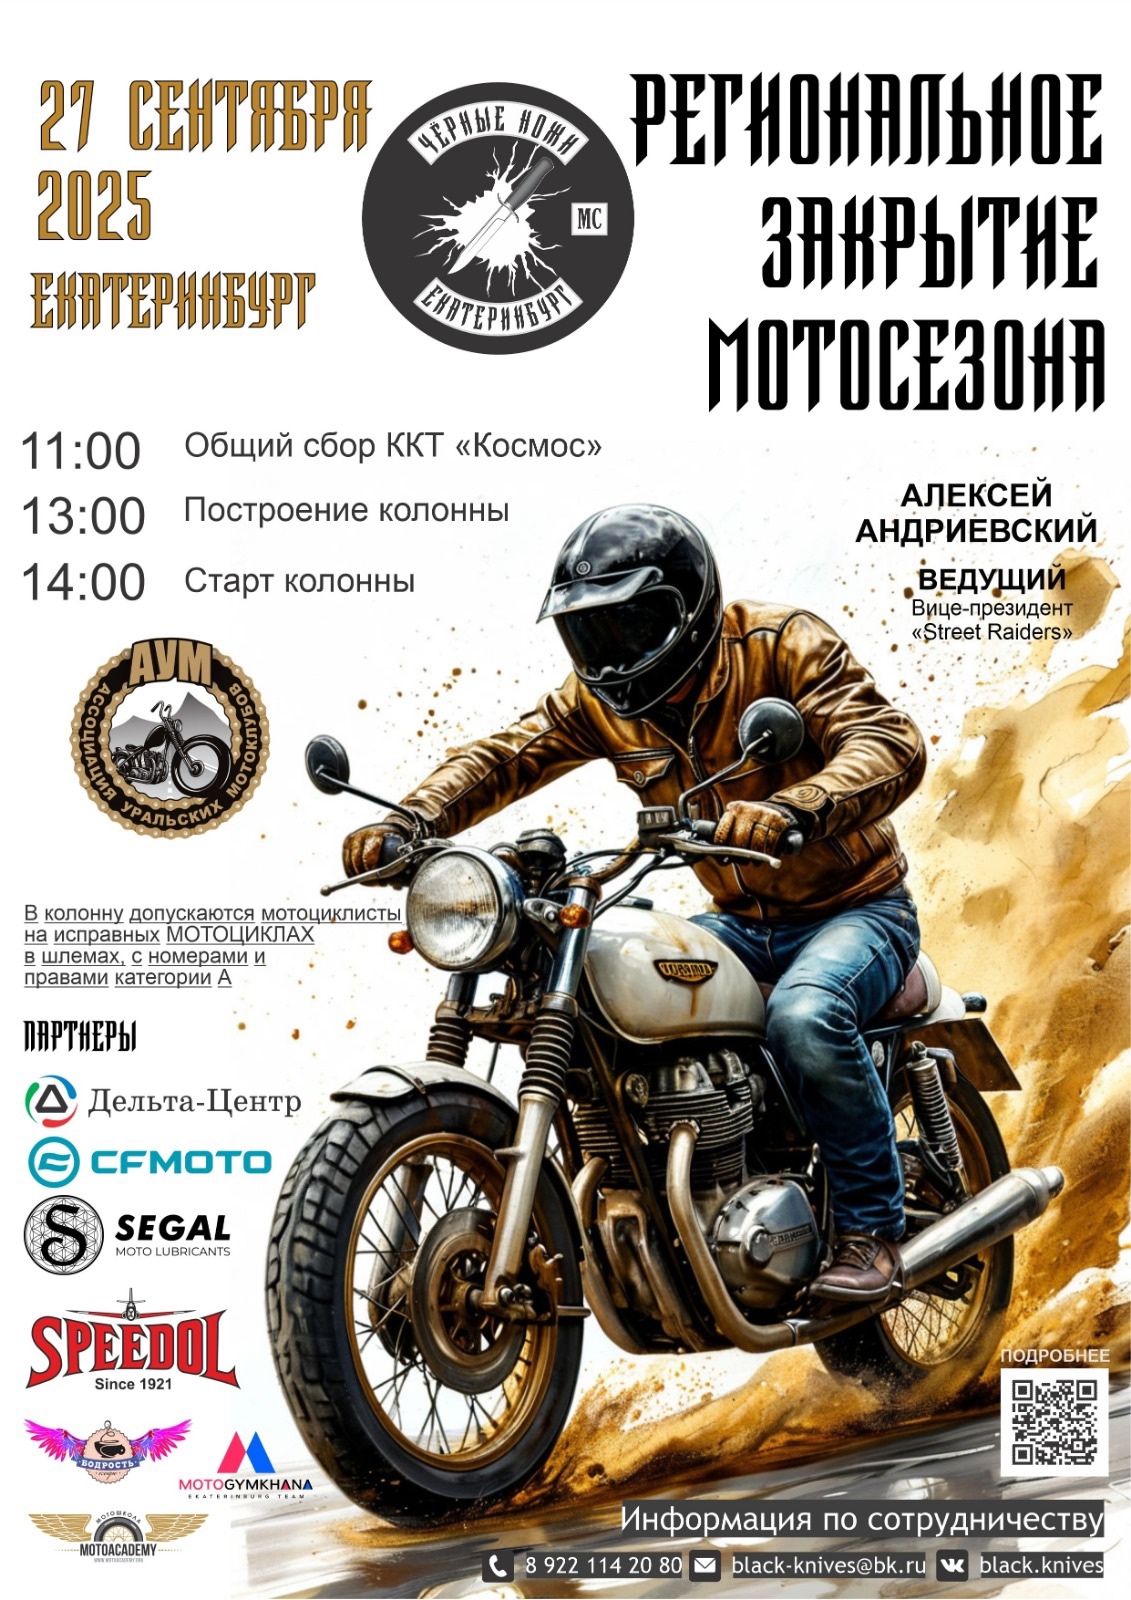 27 СЕНТЯБРЯ
2025
ЕКАТЕРИНБУРГ
ЧЁРНЫЕ НОЖИ
МС
ЕКАТЕРИНБУРГ
РЕГИОНАЛЬНОЕ
ЗАКРЫТИЕ
МОТОСЕЗОНА
11:00 Общий сбор ККТ «Космос»
13:00 Построение колонны
14:00 Старт колонны
АЛЕКСЕЙ
АНДРИЕВСКИЙ
ВЕДУЩИЙ
Вице-президент
«Street Raiders»
АУМ
АССОЦИАЦИЯ УРАЛЬСКИХ МОТОКЛУБОВ
В колонну допускаются мотоциклисты
на исправных МОТОЦИКЛАХ
в шлемах, с номерами и
правами категории А
ПАРТНЕРЫ
Дельта-Центр
CFMOTO
S
SEGAL
MOTO LUBRICANTS
SPEEDOL
Since 1921
БОДРОСТЬ
MOTOGYMKHANA
EKATERINBURG TEAM
МОТОШКОЛА
MOTOACADEMY
WWW.MOTOACADEMY.ORG
ПОДРОБНЕЕ
Информация по сотрудничеству
8 922 114 20 80 black-knives@bk.ru black.knives